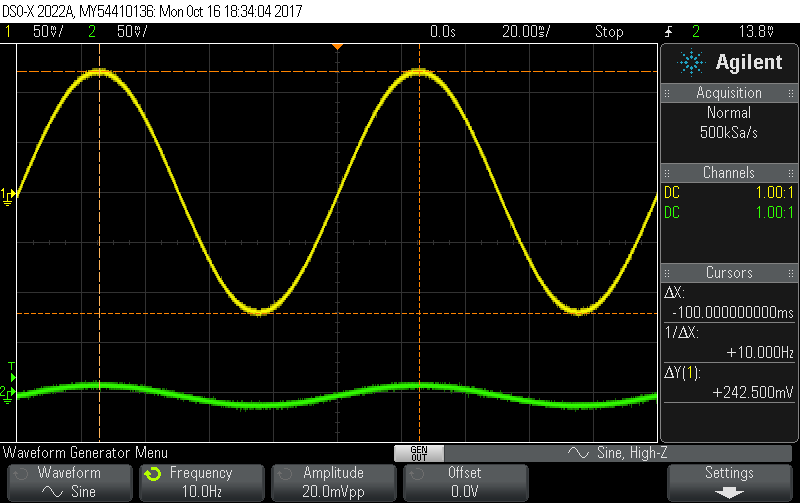 DSO-X 2022A, MY54410136: Mon Oct 16 18:34:04 2017
1 50mV/ 2 50mV/ 0.0s 20.00ms/ Stop 2 13.8mV
Agilent
Acquisition
Normal
500kSa/s
Channels
DC 1.00:1
DC 1.00:1
Cursors
ΔX:
-100.000000000ms
1/ΔX:
+10.000Hz
ΔY(1):
+242.500mV
1
T
2
Waveform Generator Menu
GEN OUT
Sine, High-Z
Waveform
Sine
Frequency
10.0Hz
Amplitude
20.0mVpp
Offset
0.0V
Settings